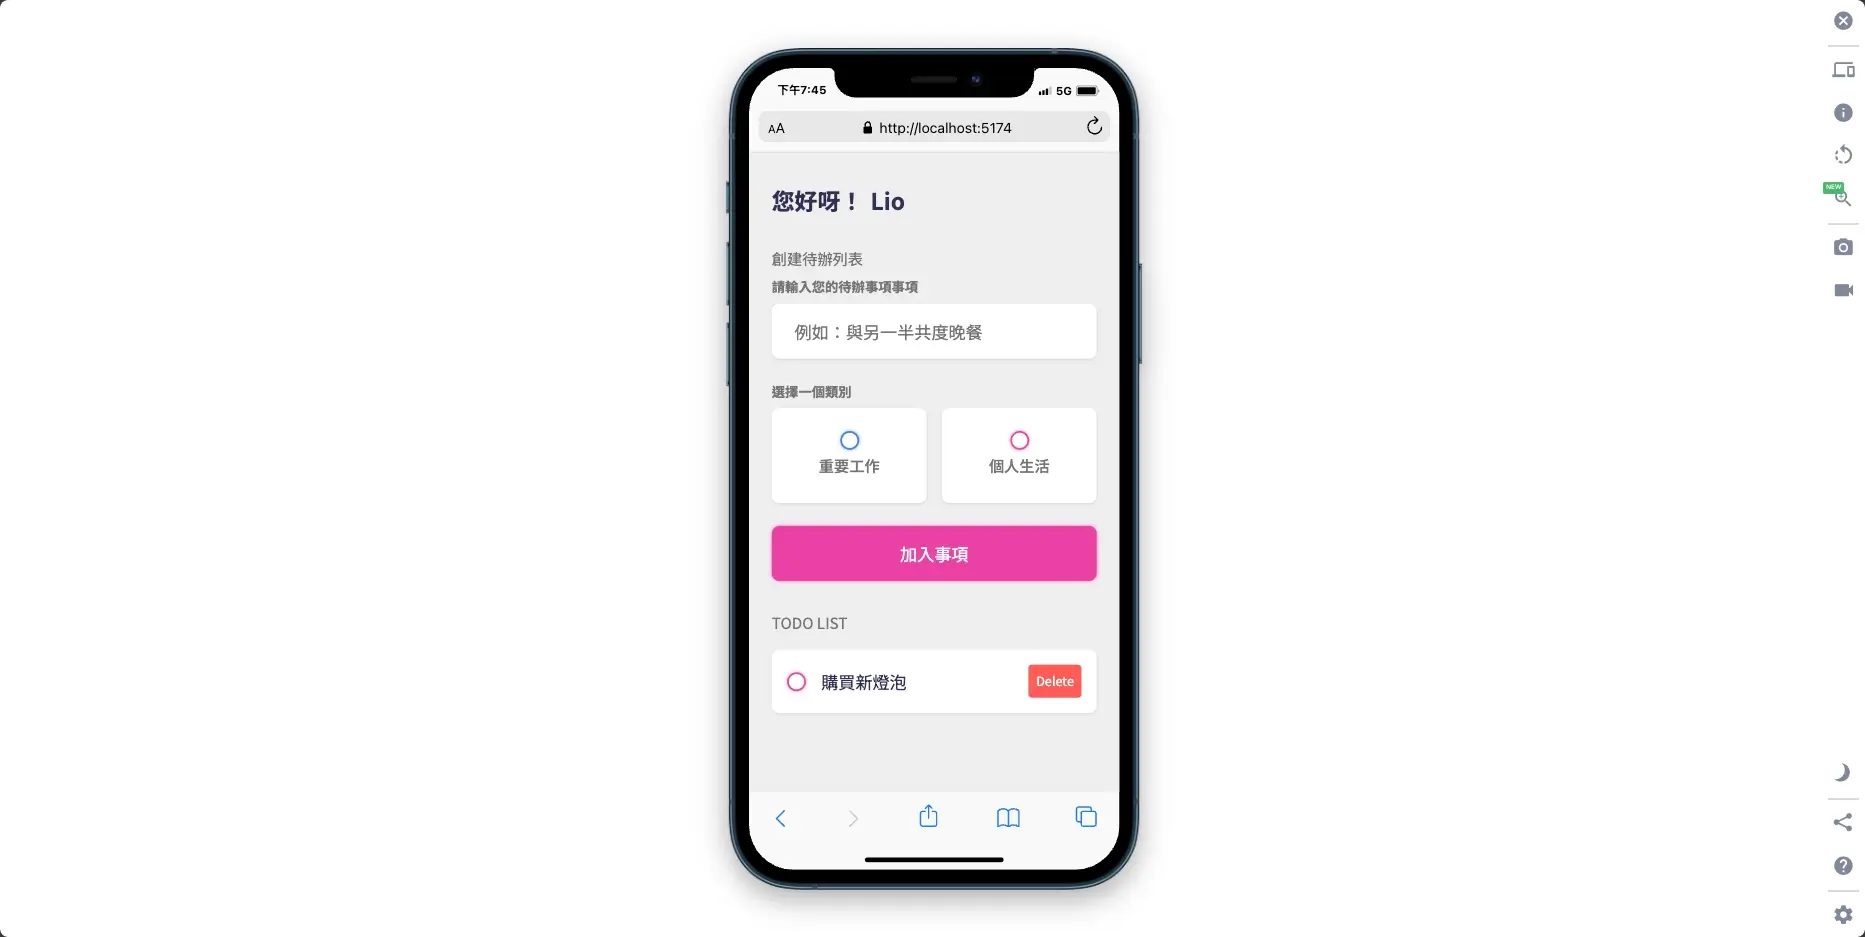 下午7:45
5G
AA
http://localhost:5174
您好呀！ Lio
創建待辦列表
請輸入您的待辦事項事項
例如：與另一半共度晚餐
選擇一個類別
重要工作
個人生活
加入事項
TODO LIST
購買新燈泡
Delete
NEW